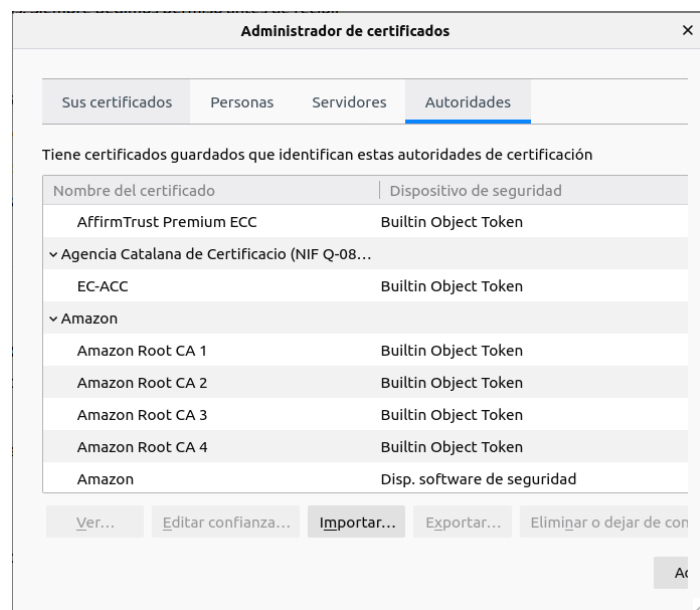 Administrador de certificados
Sus certificados Personas Servidores Autoridades
Tiene certificados guardados que identifican estas autoridades de certificación
Nombre del certificado Dispositivo de seguridad
AffirmTrust Premium ECC Builtin Object Token
Agencia Catalana de Certificacio (NIF Q-08...
EC-ACC Builtin Object Token
Amazon
Amazon Root CA 1 Builtin Object Token
Amazon Root CA 2 Builtin Object Token
Amazon Root CA 3 Builtin Object Token
Amazon Root CA 4 Builtin Object Token
Amazon Disp. software de seguridad
Ver... Editar confianza... Importar... Exportar... Eliminar o dejar de con